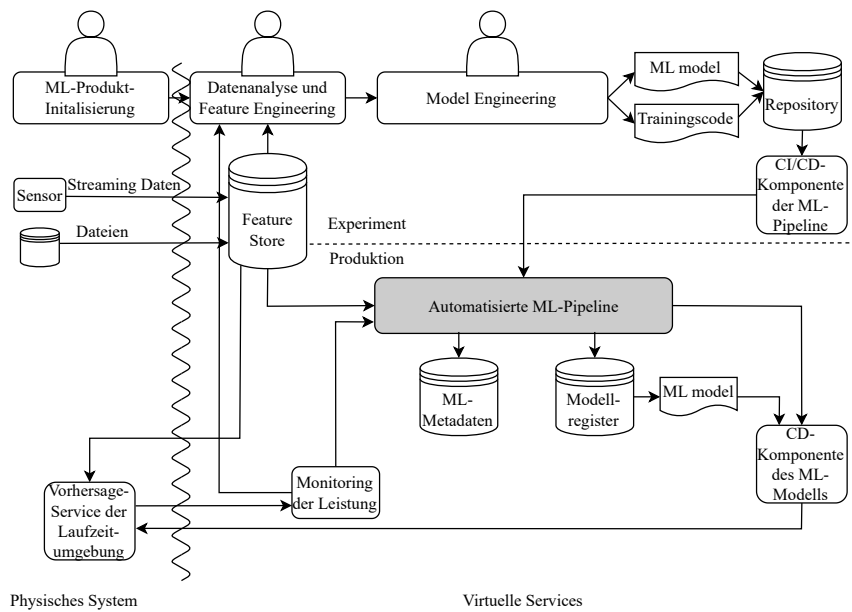 ML-Produkt-
Initalisierung
Datenanalyse und
Feature Engineering
Model Engineering
ML model
Trainingscode
Repository
CI/CD-
Komponente
der ML-
Pipeline
Sensor
Streaming Daten
Dateien
Feature
Store
Experiment
Produktion
Automatisierte ML-Pipeline
ML-
Metadaten
Modell-
register
ML model
CD-
Komponente
des ML-
Modells
Monitoring
der Leistung
Vorhersage-
Service der
Laufzeit-
umgebung
Physisches System
Virtuelle Services